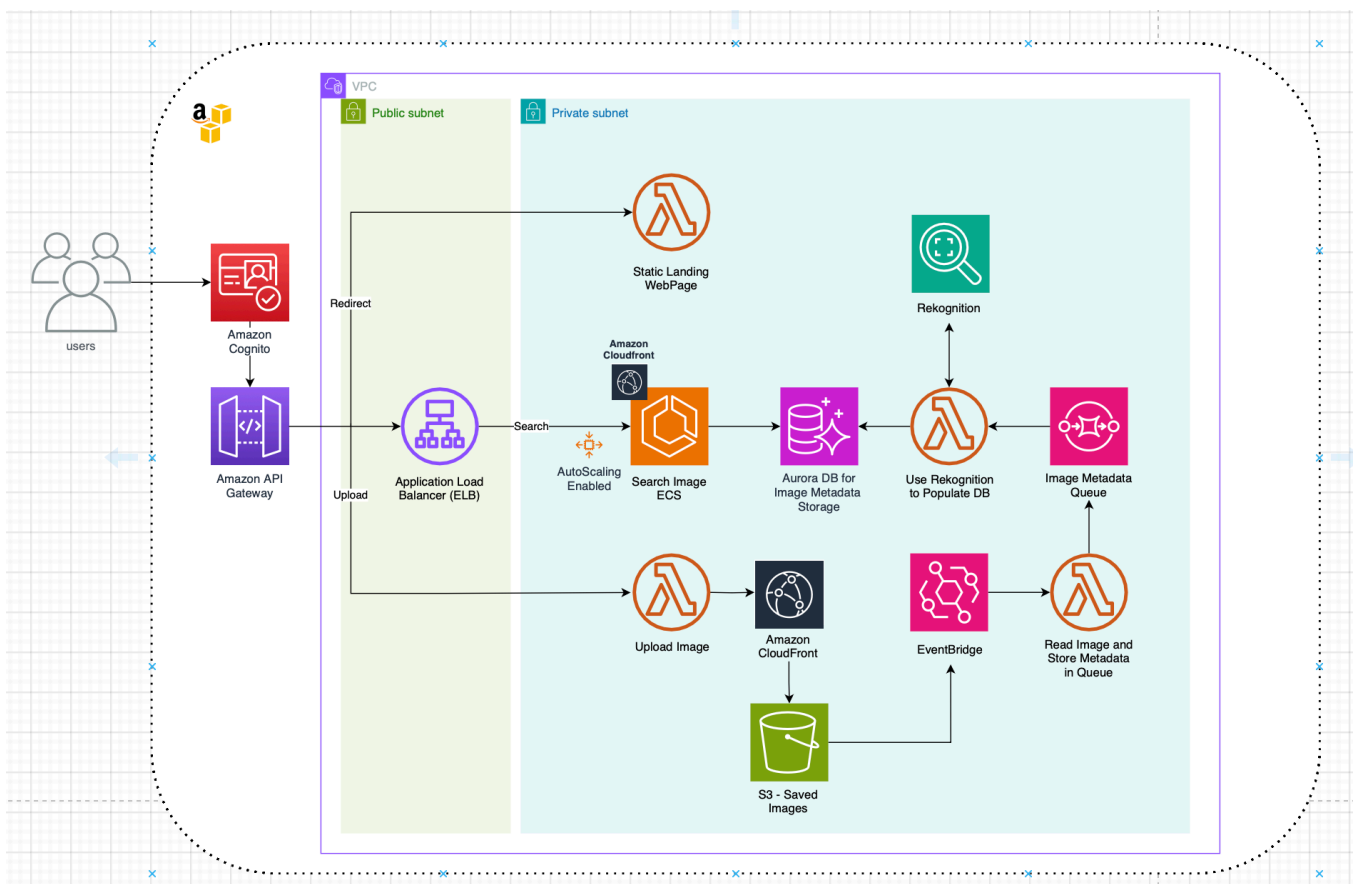 VPC
Public subnet
Private subnet
a
Static Landing
WebPage
Redirect
users
Amazon
Cognito
Rekognition
Amazon
Cloudfront
Search
AutoScaling
Enabled
Amazon API
Gateway
Upload
Application Load
Balancer (ELB)
Search Image
ECS
Aurora DB for
Image Metadata
Storage
Use Rekognition
to Populate DB
Image Metadata
Queue
Upload Image
Amazon
CloudFront
EventBridge
Read Image and
Store Metadata
in Queue
S3 - Saved
Images